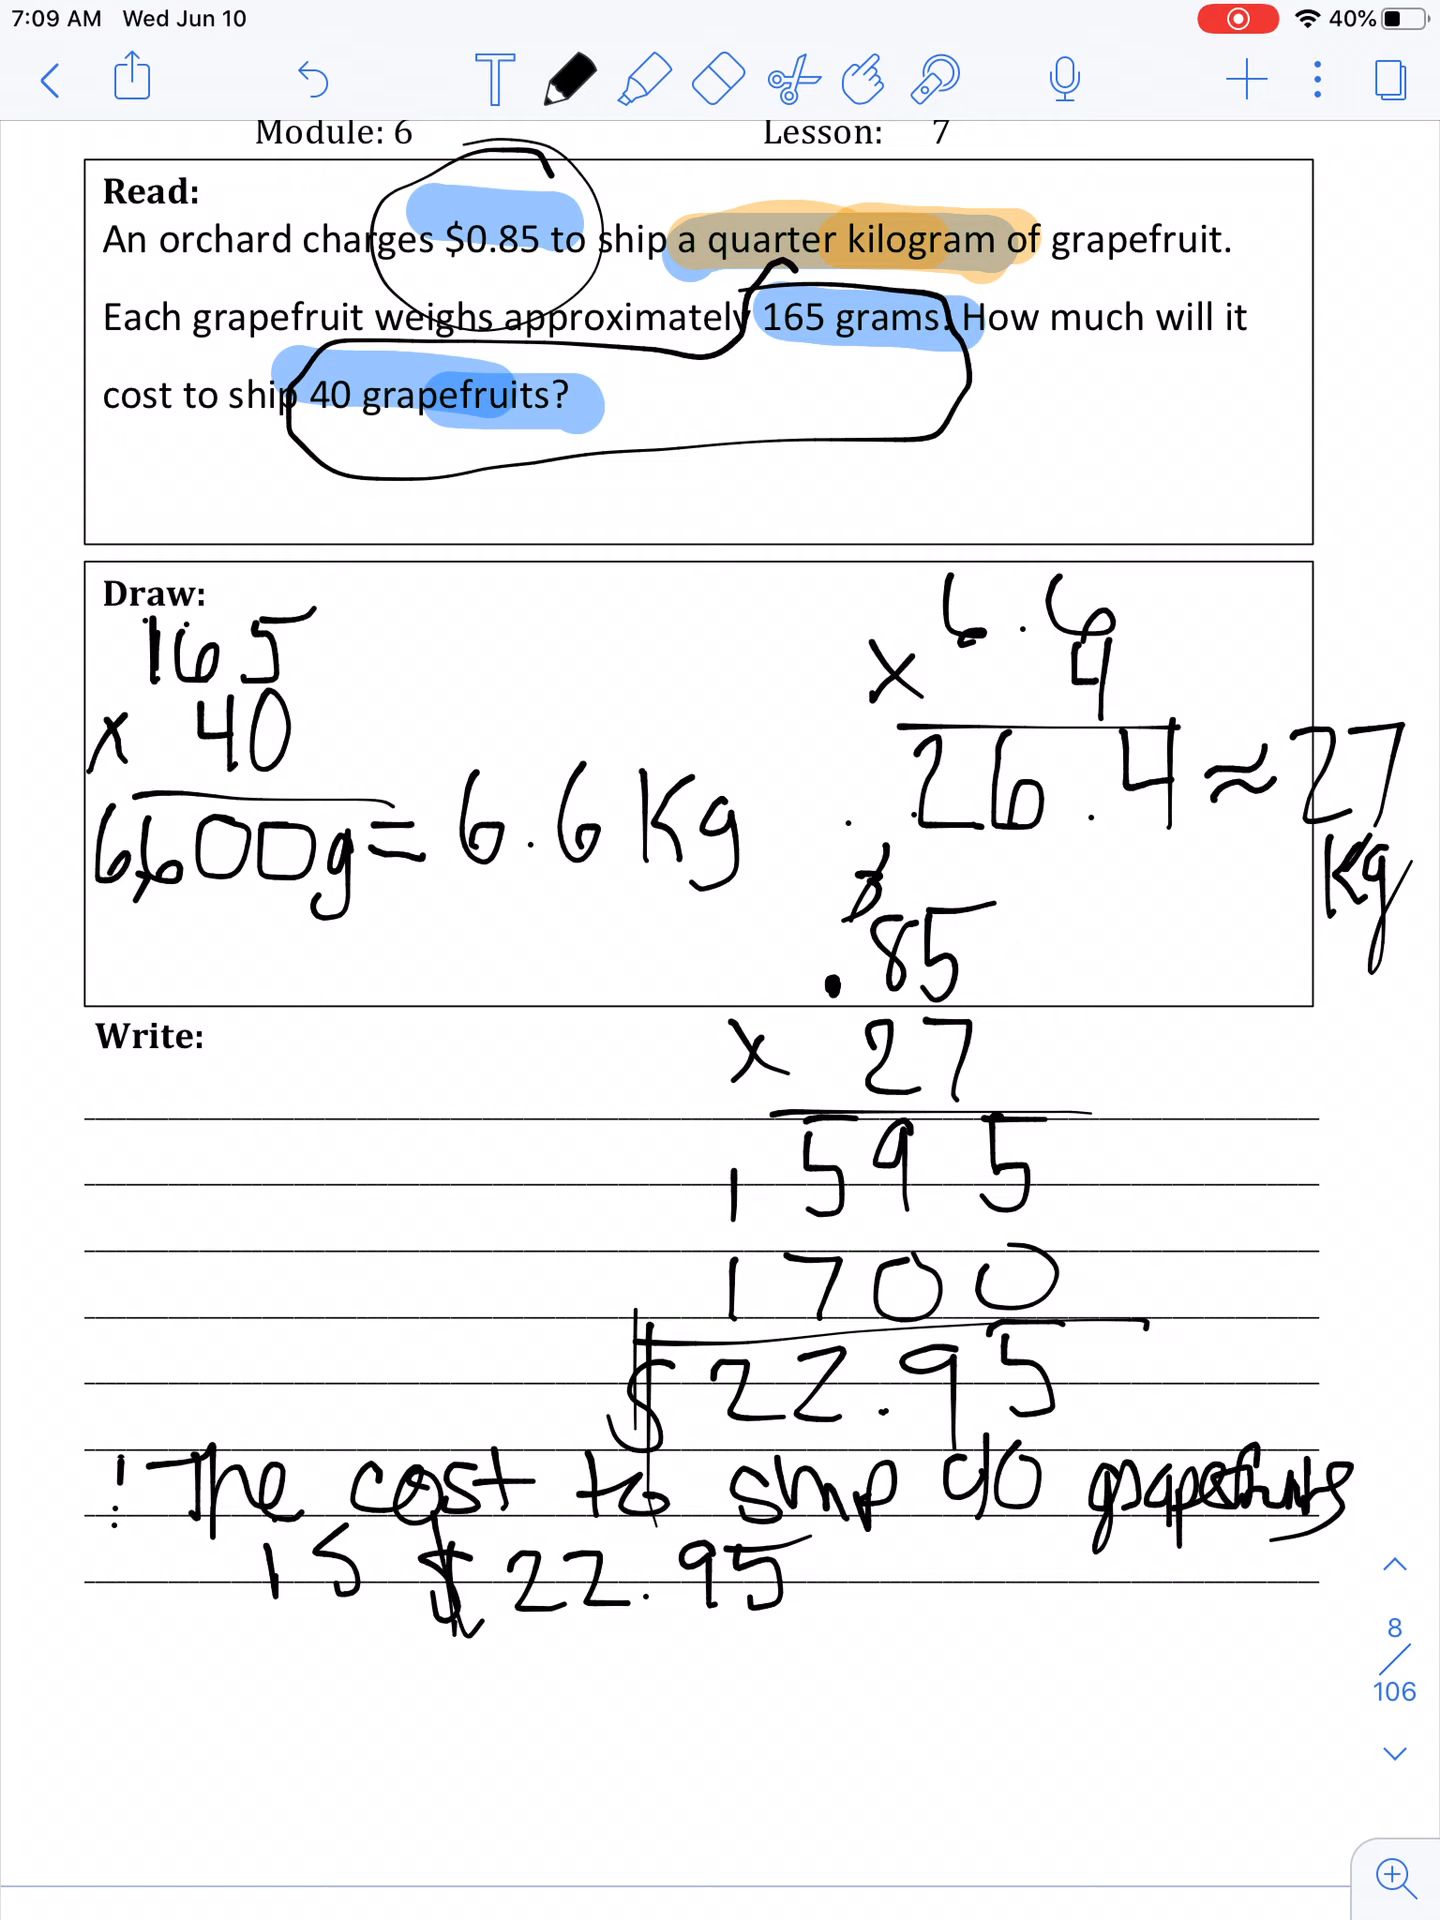 7:09 AM Wed Jun 10 40%
Module: 6 Lesson: 7
Read:
An orchard charges $0.85 to ship a quarter kilogram of grapefruit.
Each grapefruit weighs approximately 165 grams. How much will it
cost to ship 40 grapefruits?
Draw:
165
x 40
6,600g = 6.6 Kg
6.6
x 4
26.4 ≈ 27
Kg
$
.85
Write:
x 27
595
1700
$22.95
The cost to ship 40 grapefruits
is $22.95
8
106